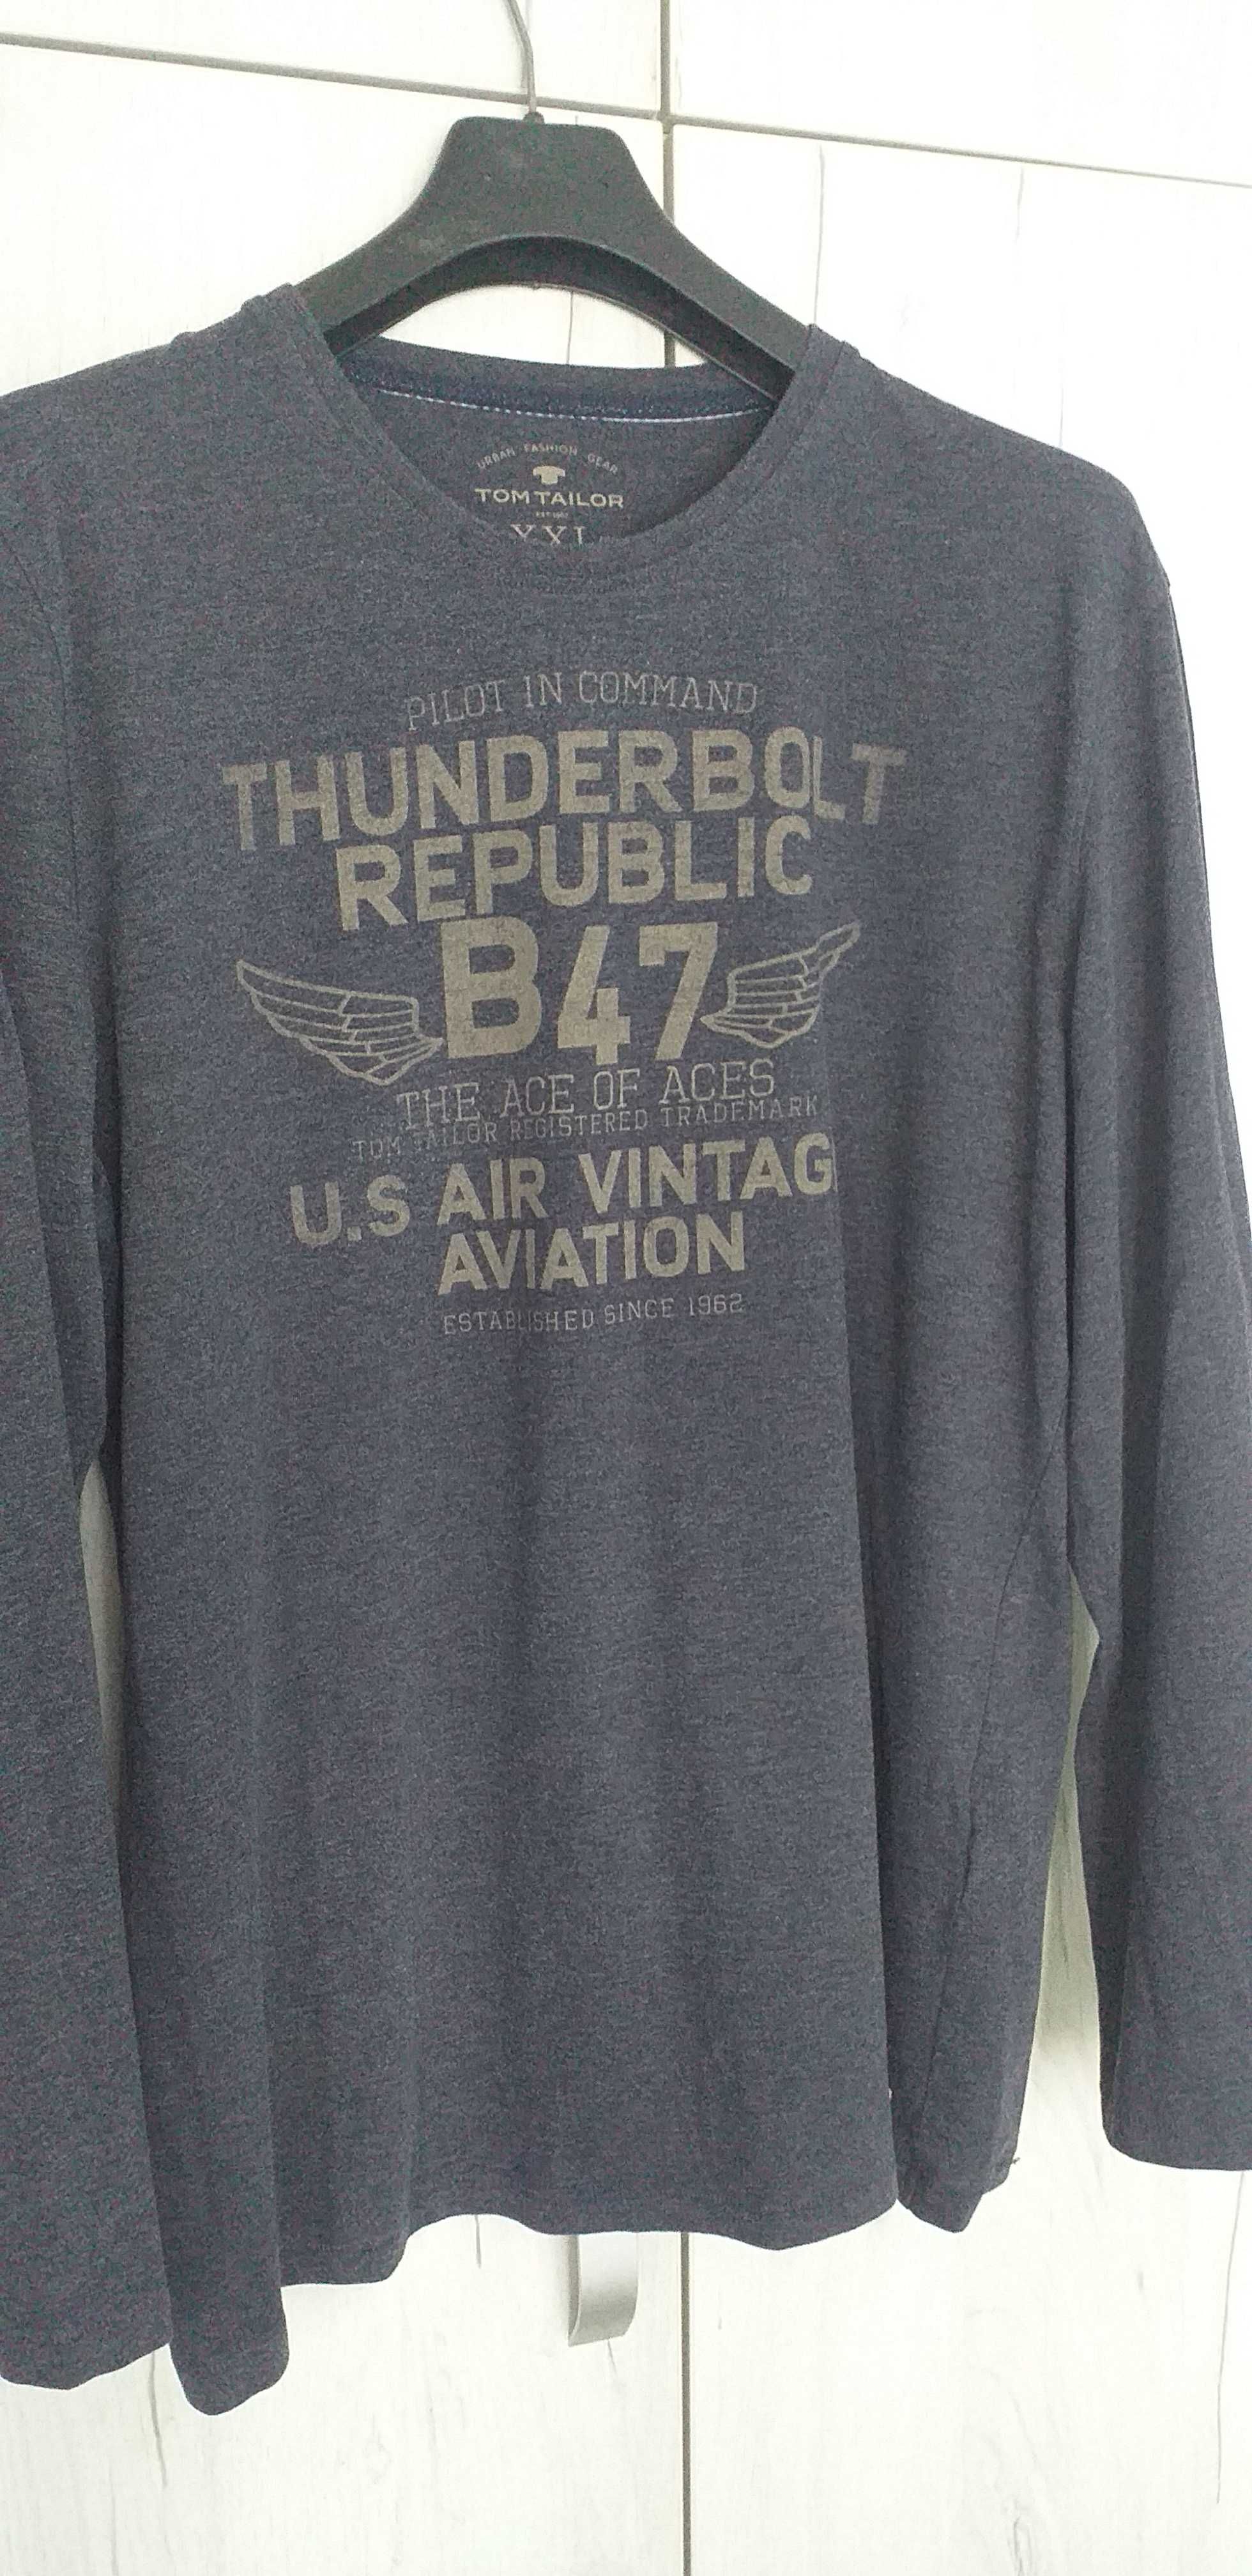 URBAN FASHION GEAR
TOM TAILOR
XXL
PILOT IN COMMAND
THUNDERBOLT
REPUBLIC
B47
THE ACE OF ACES
TOM TAILOR REGISTERED TRADEMARK
U.S AIR VINTAG
AVIATION
ESTABLISHED SINCE 1962